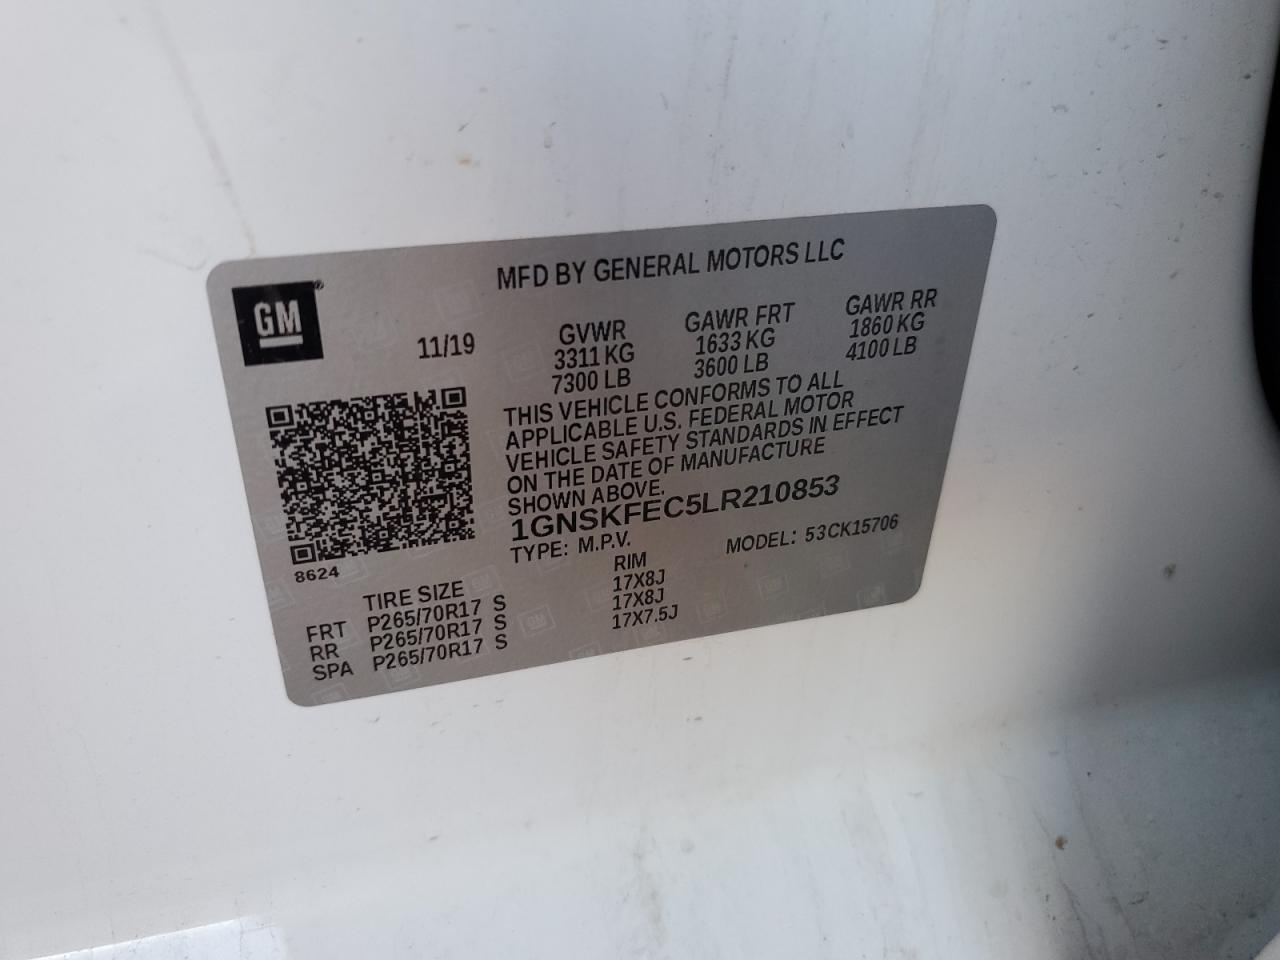 MFD BY GENERAL MOTORS LLC
GM®
11/19
GVWR
3311 KG
7300 LB
GAWR FRT
1633 KG
3600 LB
GAWR RR
1860 KG
4100 LB
THIS VEHICLE CONFORMS TO ALL
APPLICABLE U.S. FEDERAL MOTOR
VEHICLE SAFETY STANDARDS IN EFFECT
ON THE DATE OF MANUFACTURE
SHOWN ABOVE.
1GNSKFEC5LR210853
TYPE: M.P.V. MODEL: 53CK15706
8624
TIRE SIZE RIM
FRT P265/70R17 S 17X8J
RR P265/70R17 S 17X8J
SPA P265/70R17 S 17X7.5J